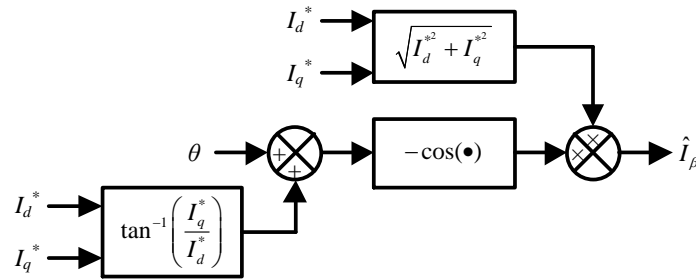 I_d^*
I_q^*
√(I_d^{*2} + I_q^{*2})
θ
+
+
−cos(•)
×
×
Î_β
I_d^*
I_q^*
tan^{-1}(I_q^*/I_d^*)